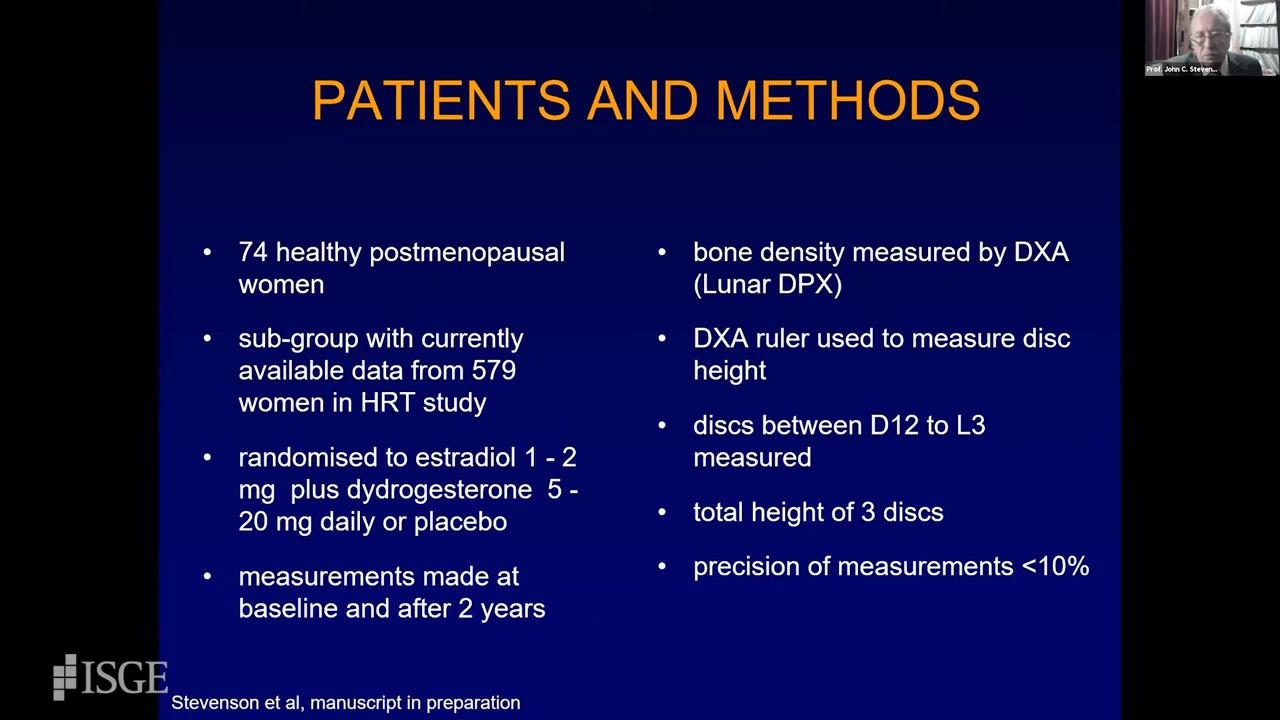 PATIENTS AND METHODS
• 74 healthy postmenopausal
women
• sub-group with currently
available data from 579
women in HRT study
• randomised to estradiol 1 - 2
mg plus dydrogesterone 5 -
20 mg daily or placebo
• measurements made at
baseline and after 2 years
• bone density measured by DXA
(Lunar DPX)
• DXA ruler used to measure disc
height
• discs between D12 to L3
measured
• total height of 3 discs
• precision of measurements <10%
Stevenson et al, manuscript in preparation
ISGE
Prof. John C. Steven...